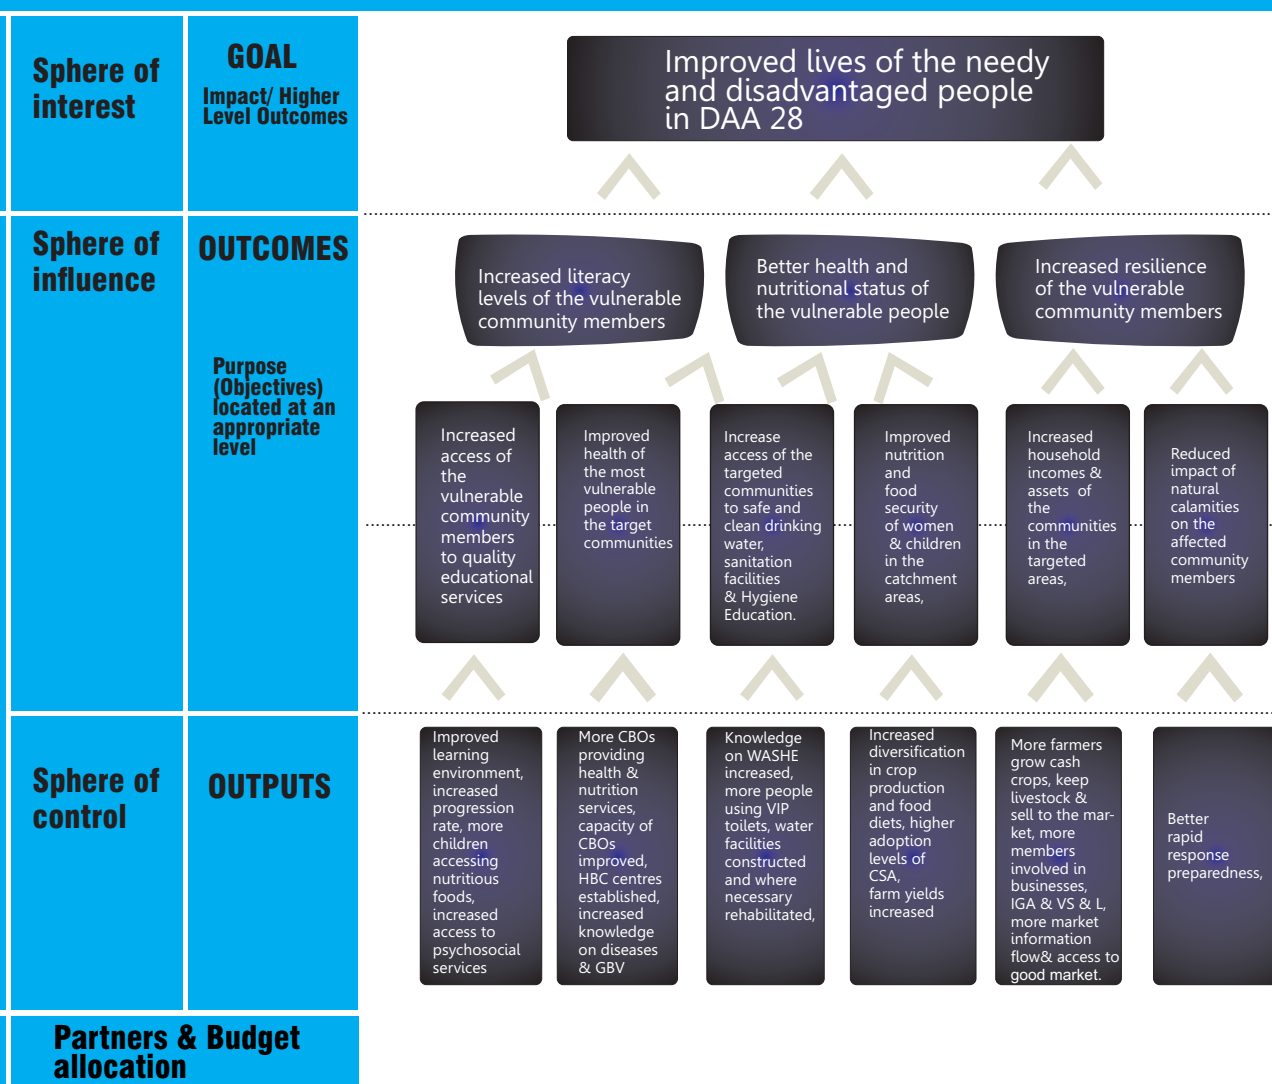 Sphere of
interest
GOAL
Impact/ Higher
Level Outcomes
Improved lives of the needy
and disadvantaged people
in DAA 28
Sphere of
influence
OUTCOMES
Purpose
(Objectives)
located at an
appropriate
level
Increased literacy
levels of the vulnerable
community members
Better health and
nutritional status of
the vulnerable people
Increased resilience
of the vulnerable
community members
Increased
access of
the
vulnerable
community
members
to quality
educational
services
Improved
health of
the most
vulnerable
people in
the target
communities
Increase
access of the
targeted
communities
to safe and
clean drinking
water,
sanitation
facilities
& Hygiene
Education.
Improved
nutrition
and
food
security
of women
& children
in the
catchment
areas,
Increased
household
incomes &
assets of
the
communities
in the
targeted
areas,
Reduced
impact of
natural
calamities
on the
affected
community
members
Sphere of
control
OUTPUTS
Improved
learning
environment,
increased
progression
rate, more
children
accessing
nutritious
foods,
increased
access to
psychosocial
services
More CBOs
providing
health &
nutrition
services,
capacity of
CBOs
improved,
HBC centres
established,
increased
knowledge
on diseases
& GBV
Knowledge
on WASHE
increased,
more people
using VIP
toilets, water
facilities
constructed
and where
necessary
rehabilitated,
Increased
diversification
in crop
production
and food
diets, higher
adoption
levels of
CSA,
farm yields
increased
More farmers
grow cash
crops, keep
livestock &
sell to the mar-
ket, more
members
involved in
businesses,
IGA & VS & L,
more market
information
flow& access to
good market.
Better
rapid
response
preparedness,
Partners & Budget
allocation